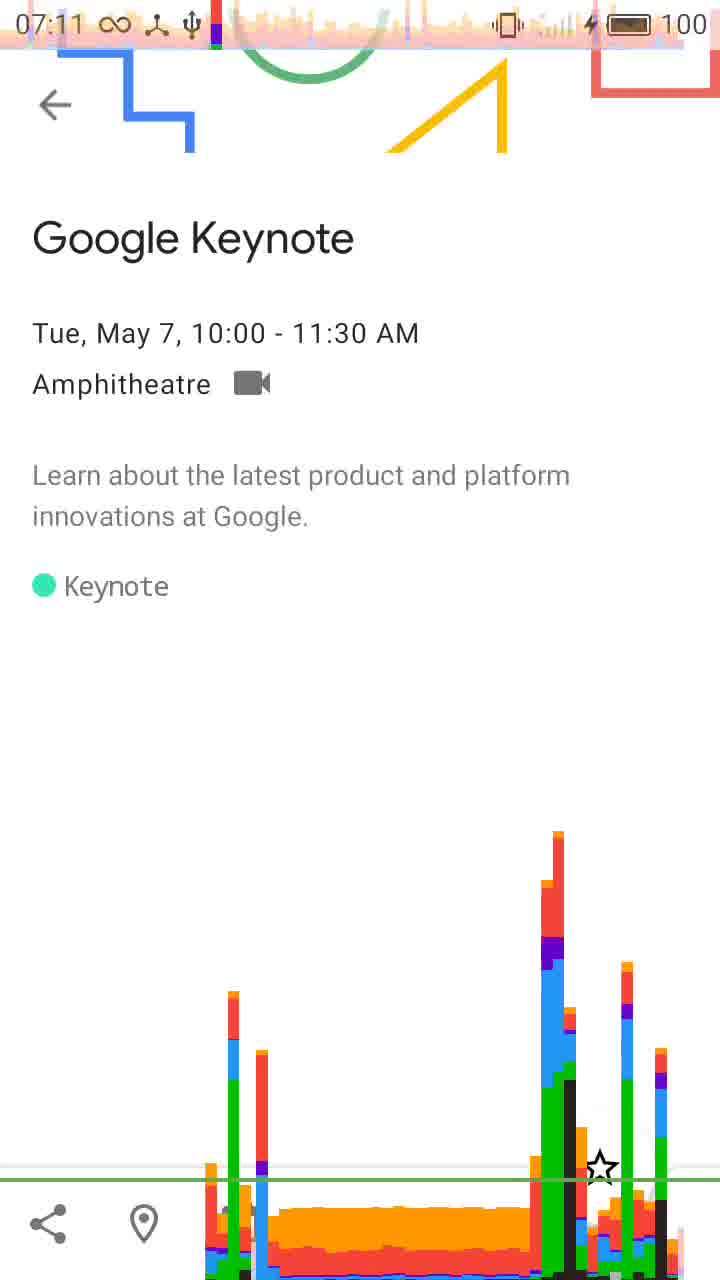 07:11 100
Google Keynote
Tue, May 7, 10:00 - 11:30 AM
Amphitheatre
Learn about the latest product and platform
innovations at Google.
Keynote